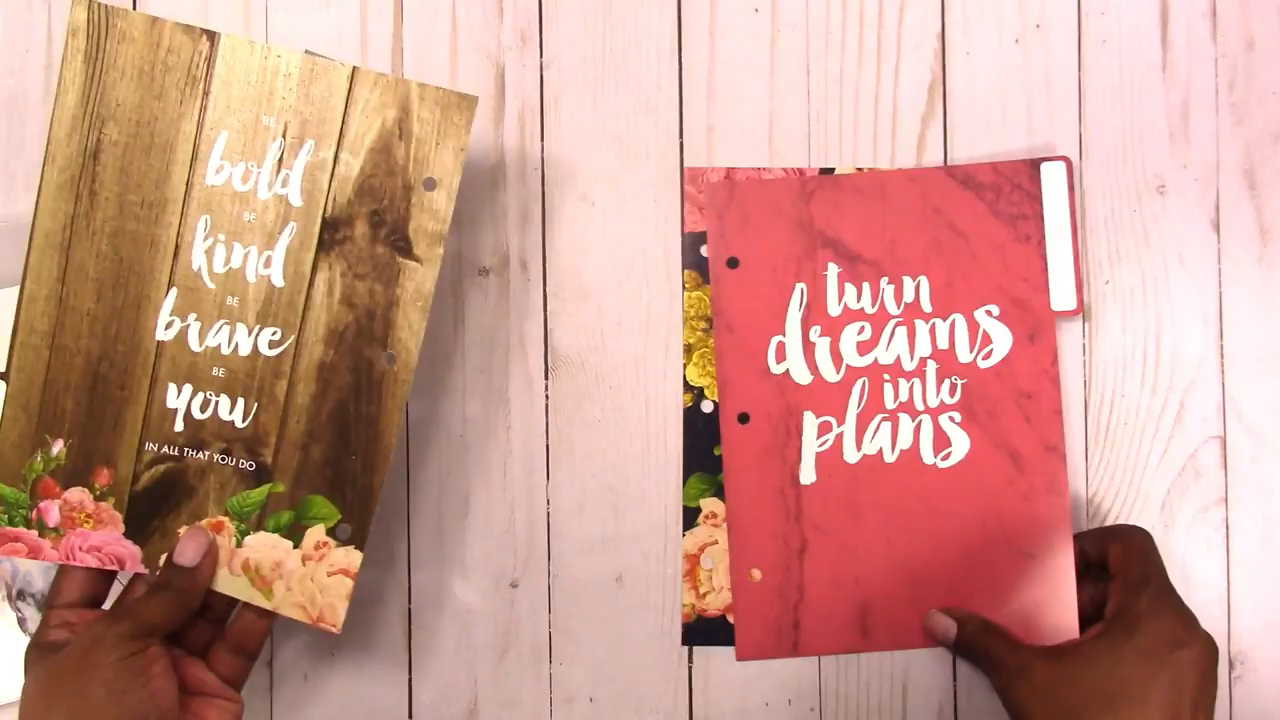 BE
bold
BE
kind
BE
brave
BE
you
IN ALL THAT YOU DO
turn
dreams
into
plans